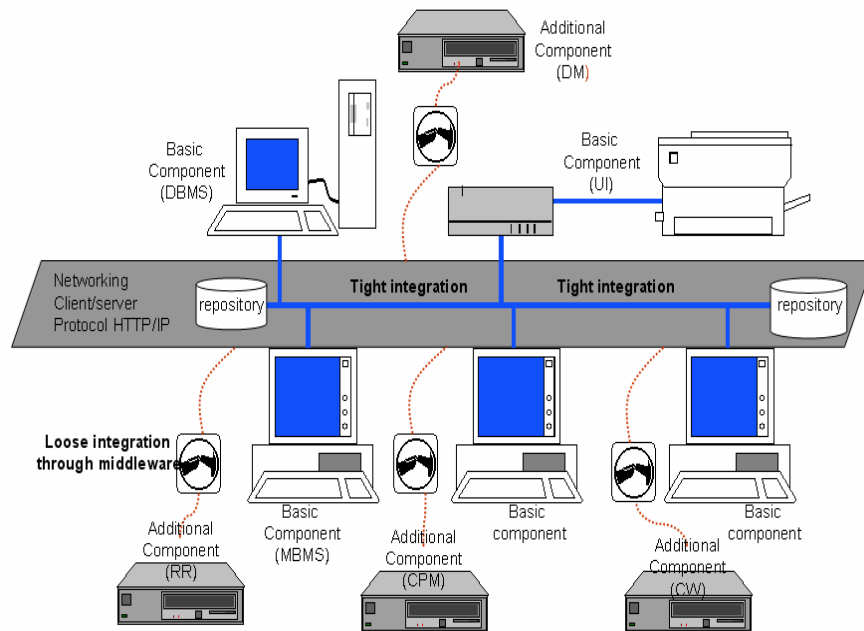 Additional
Component
(DM)
Basic
Component
(DBMS)
Basic
Component
(UI)
Networking
Client/server
Protocol HTTP/IP
repository
Tight integration
Tight integration
repository
Loose integration
through middleware
Additional
Component
(RR)
Basic
Component
(MBMS)
Additional
Component
(CPM)
Basic
component
Additional
Component
(CW)
Basic
component